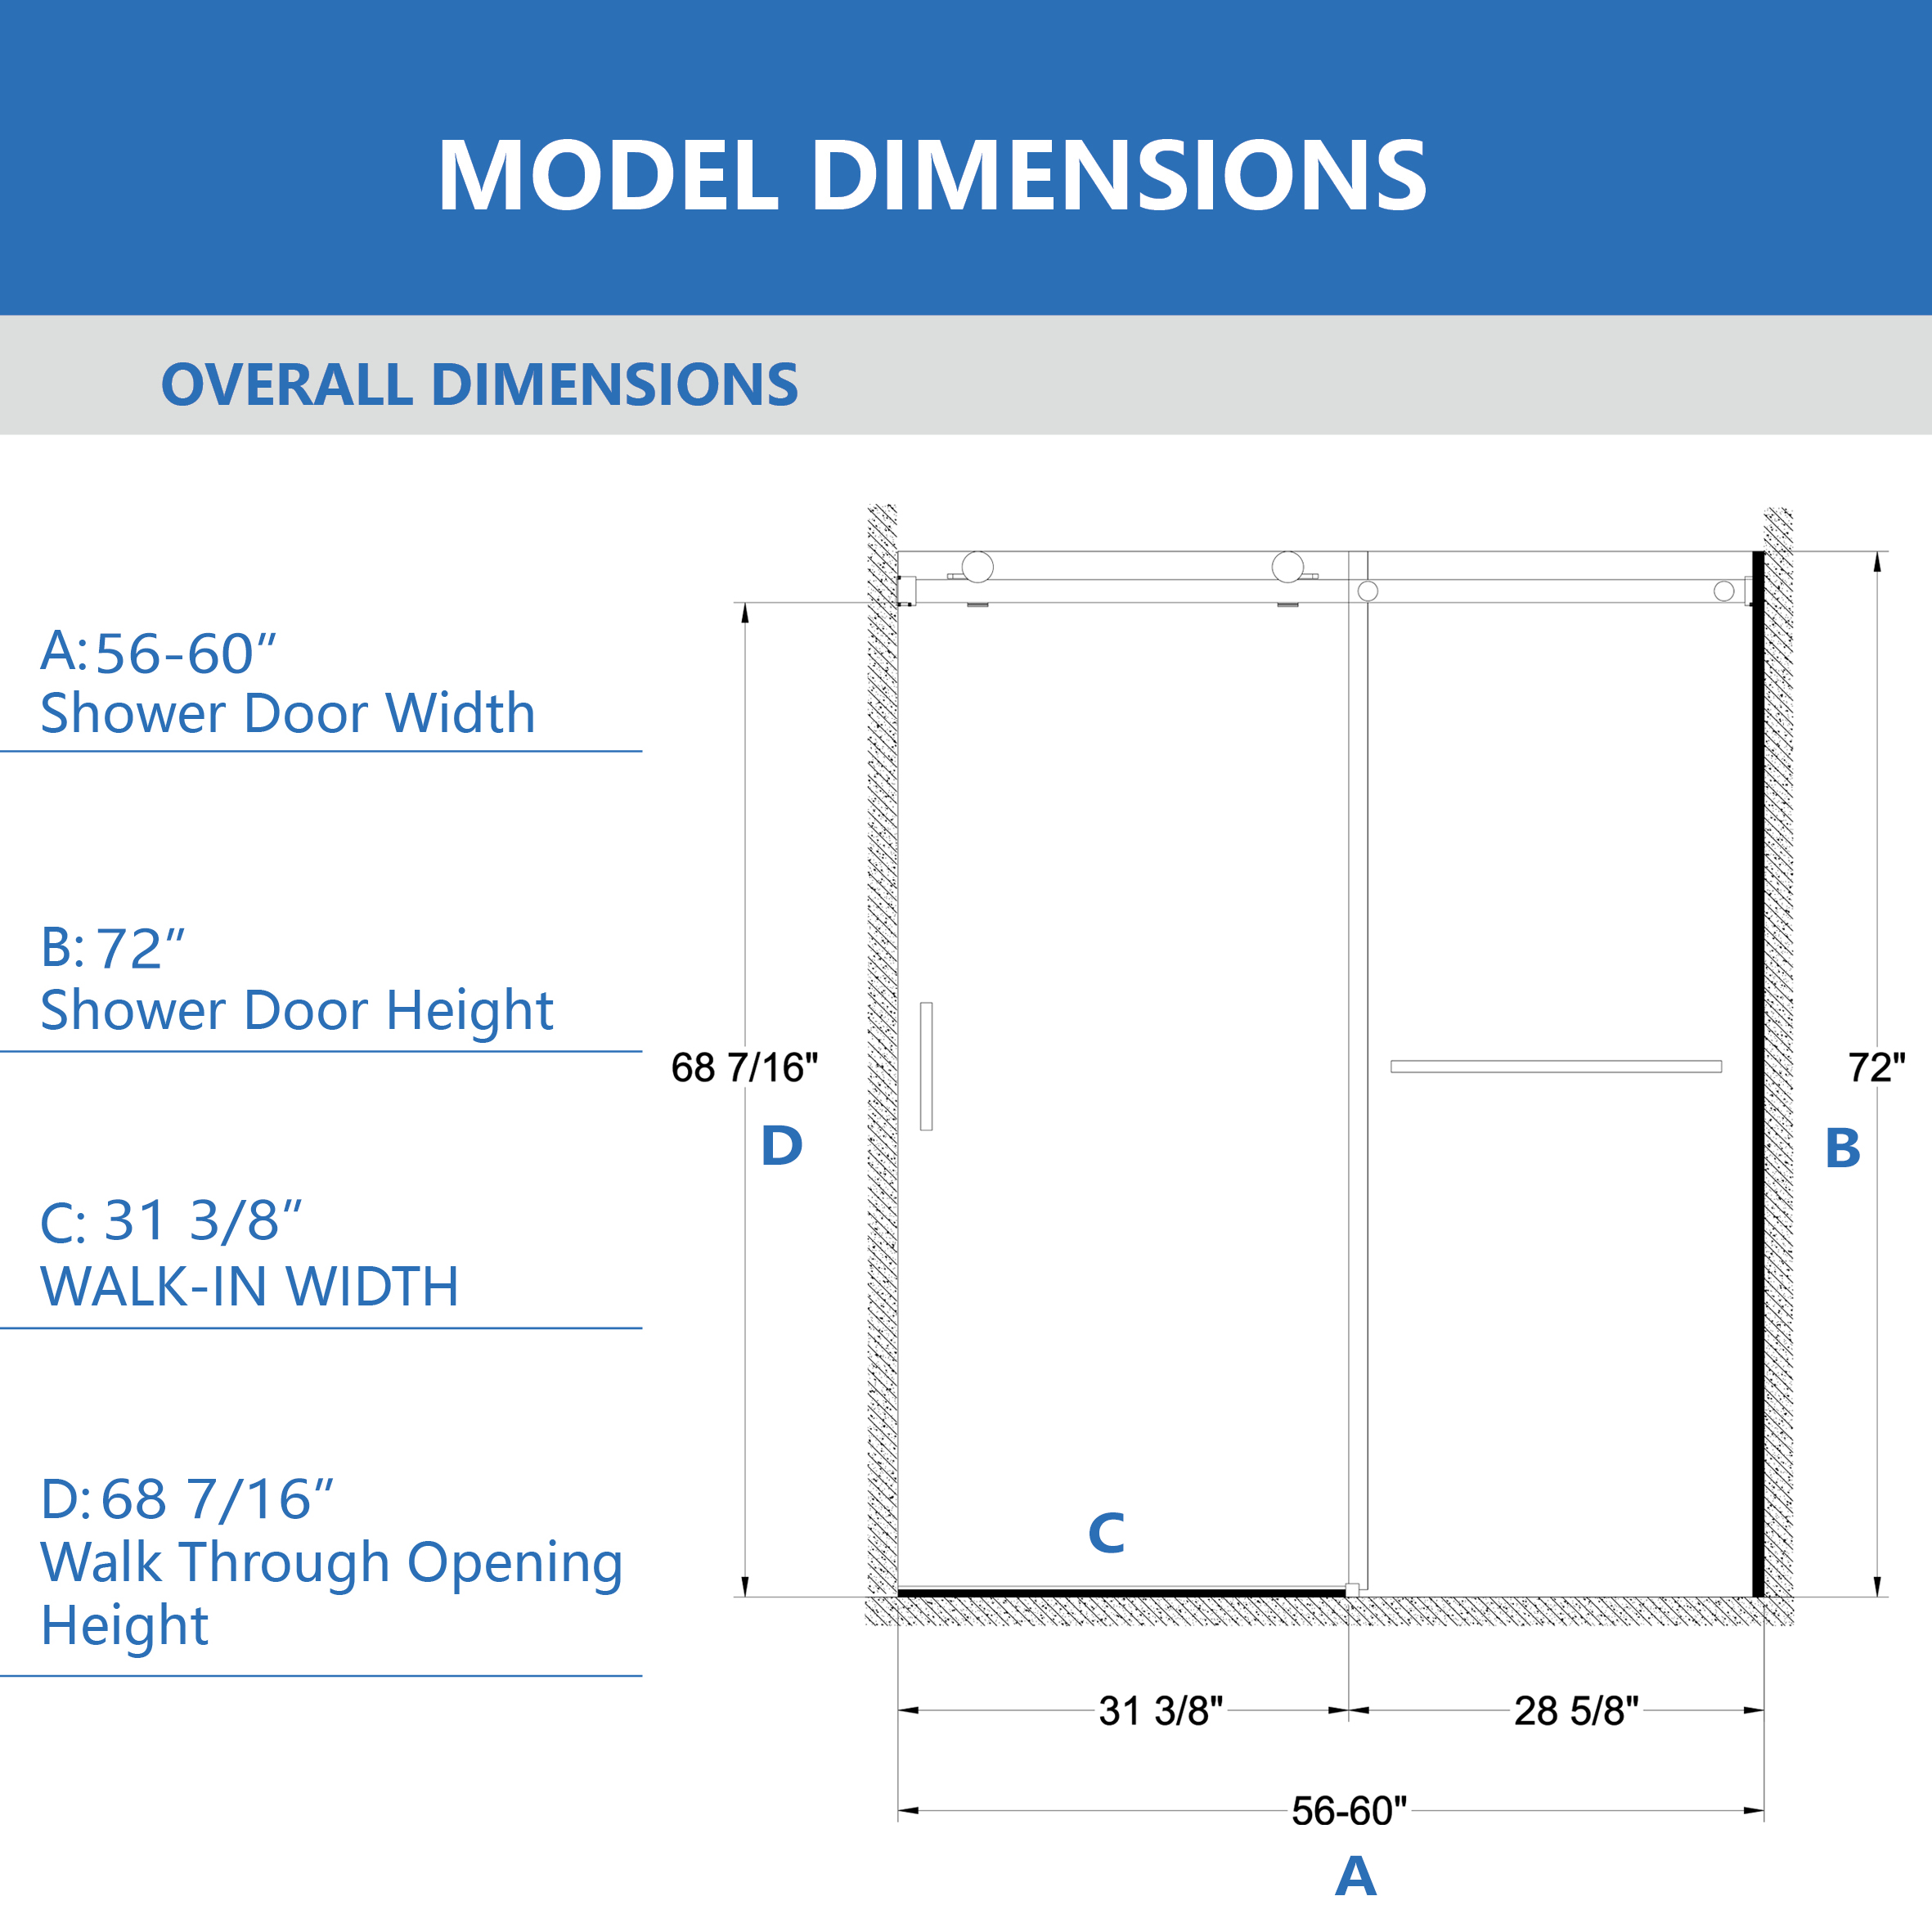 MODEL DIMENSIONS
OVERALL DIMENSIONS
A: 56-60”
Shower Door Width
B: 72”
Shower Door Height
C: 31 3/8”
WALK-IN WIDTH
D: 68 7/16”
Walk Through Opening
Height
68 7/16"
D
72"
B
C
31 3/8"
28 5/8"
56-60"
A